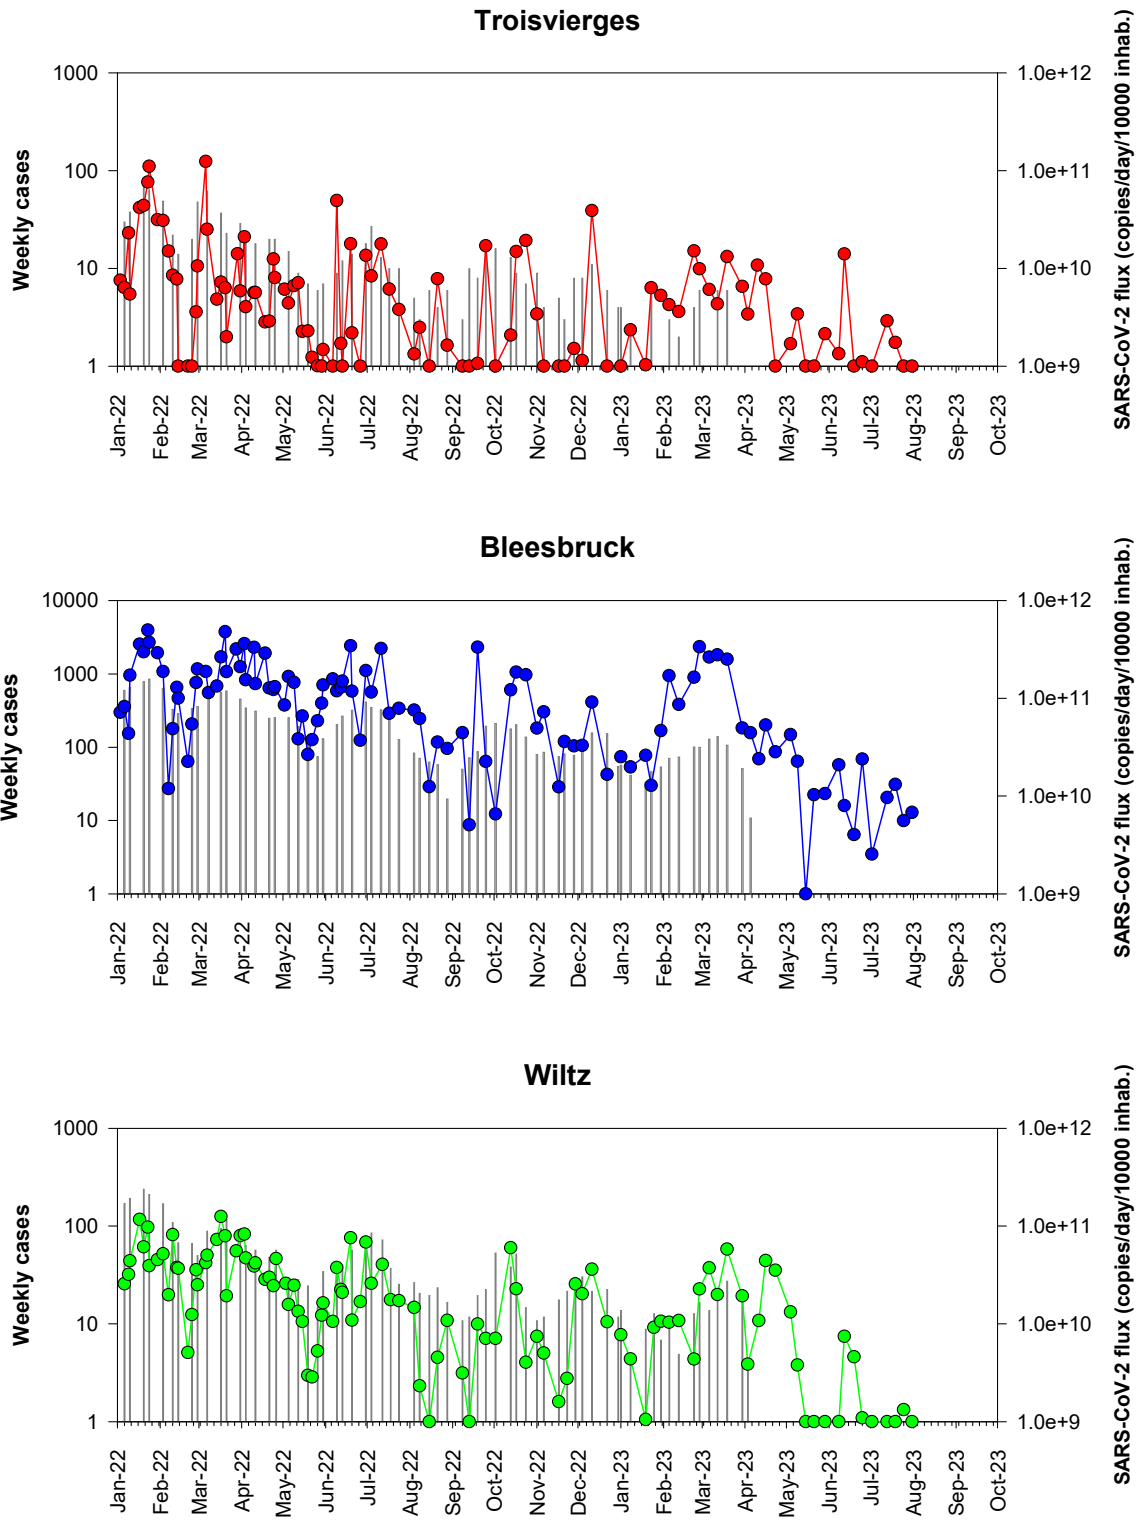 Troisvierges
Weekly cases
SARS-CoV-2 flux (copies/day/10000 inhab.)
1000
100
10
1
1.0e+12
1.0e+11
1.0e+10
1.0e+9
Jan-22
Feb-22
Mar-22
Apr-22
May-22
Jun-22
Jul-22
Aug-22
Sep-22
Oct-22
Nov-22
Dec-22
Jan-23
Feb-23
Mar-23
Apr-23
May-23
Jun-23
Jul-23
Aug-23
Sep-23
Oct-23
Bleesbruck
Weekly cases
SARS-CoV-2 flux (copies/day/10000 inhab.)
10000
1000
100
10
1
1.0e+12
1.0e+11
1.0e+10
1.0e+9
Jan-22
Feb-22
Mar-22
Apr-22
May-22
Jun-22
Jul-22
Aug-22
Sep-22
Oct-22
Nov-22
Dec-22
Jan-23
Feb-23
Mar-23
Apr-23
May-23
Jun-23
Jul-23
Aug-23
Sep-23
Oct-23
Wiltz
Weekly cases
SARS-CoV-2 flux (copies/day/10000 inhab.)
1000
100
10
1
1.0e+12
1.0e+11
1.0e+10
1.0e+9
Jan-22
Feb-22
Mar-22
Apr-22
May-22
Jun-22
Jul-22
Aug-22
Sep-22
Oct-22
Nov-22
Dec-22
Jan-23
Feb-23
Mar-23
Apr-23
May-23
Jun-23
Jul-23
Aug-23
Sep-23
Oct-23